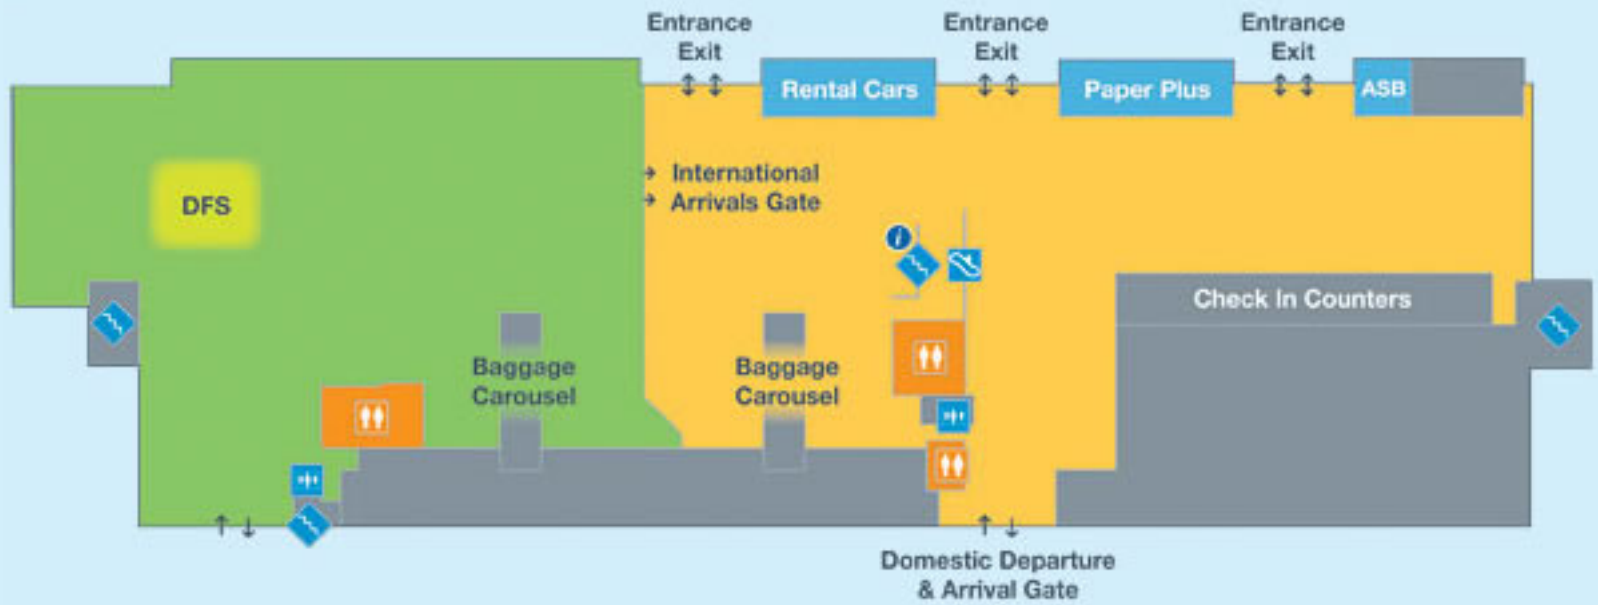 Entrance
Exit
Entrance
Exit
Entrance
Exit
Rental Cars
Paper Plus
ASB
International
Arrivals Gate
DFS
i
Check In Counters
Baggage
Carousel
Baggage
Carousel
Domestic Departure
& Arrival Gate